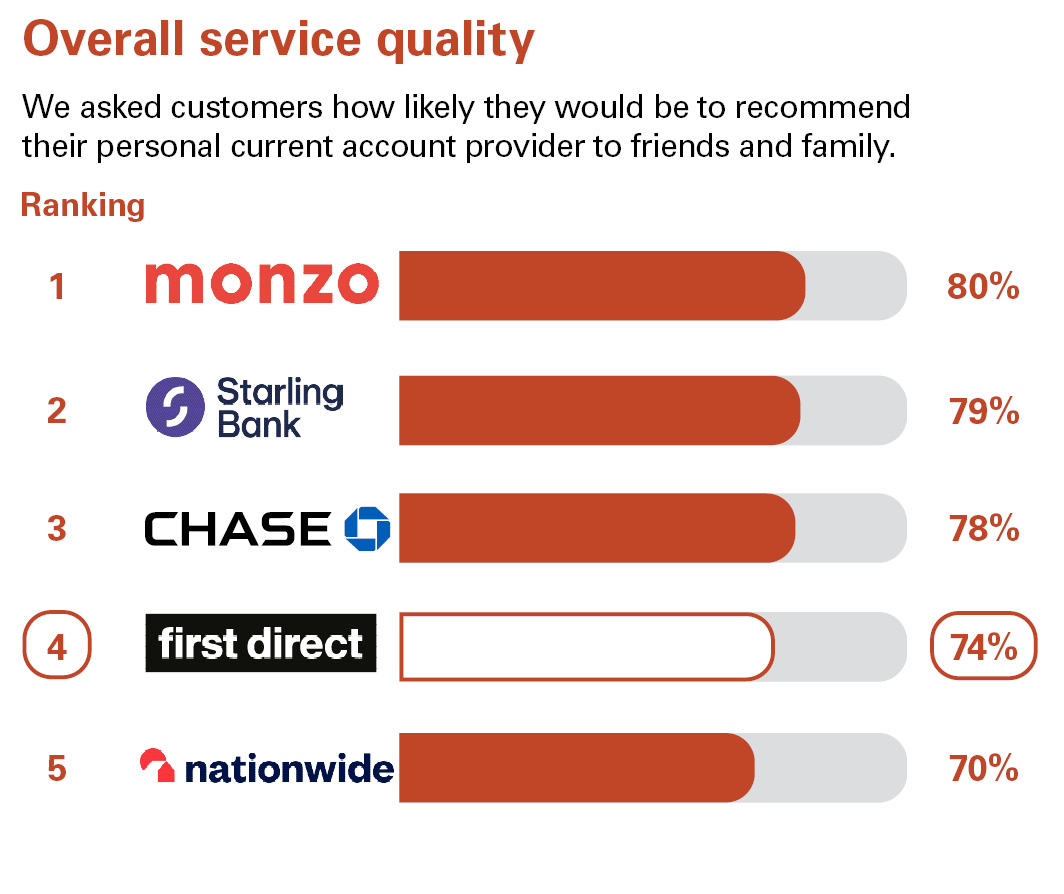 Overall service quality
We asked customers how likely they would be to recommend
their personal current account provider to friends and family.
Ranking
1 monzo 80%
2 Starling Bank 79%
3 CHASE 78%
4 first direct 74%
5 nationwide 70%